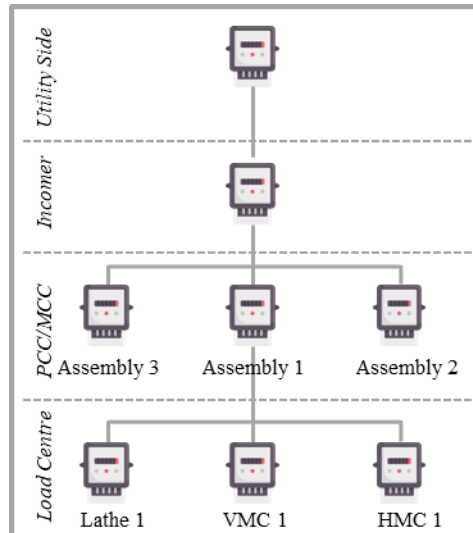 Utility Side
Incomer
PCC/MCC
Assembly 3
Assembly 1
Assembly 2
Load Centre
Lathe 1
VMC 1
HMC 1